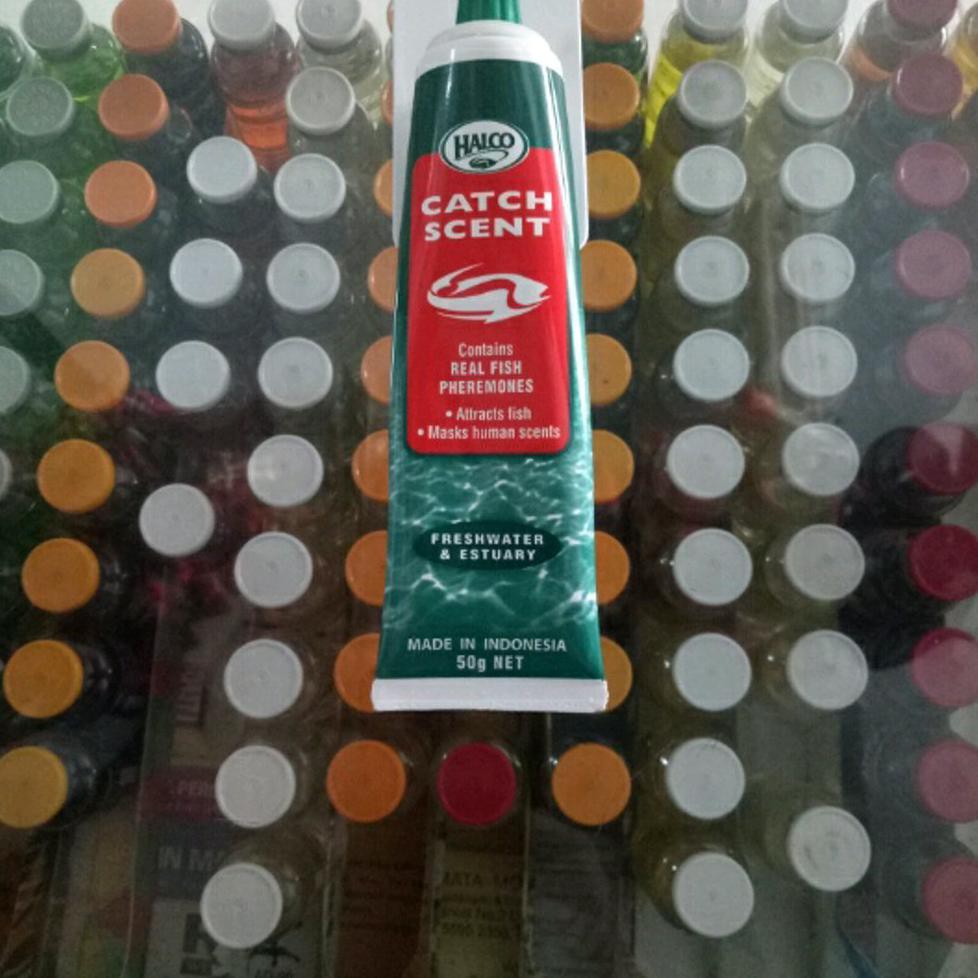 HALCO
CATCH
SCENT
Contains
REAL FISH
PHEREMONES
• Attracts fish
• Masks human scents
FRESHWATER
& ESTUARY
MADE IN INDONESIA
50g NET